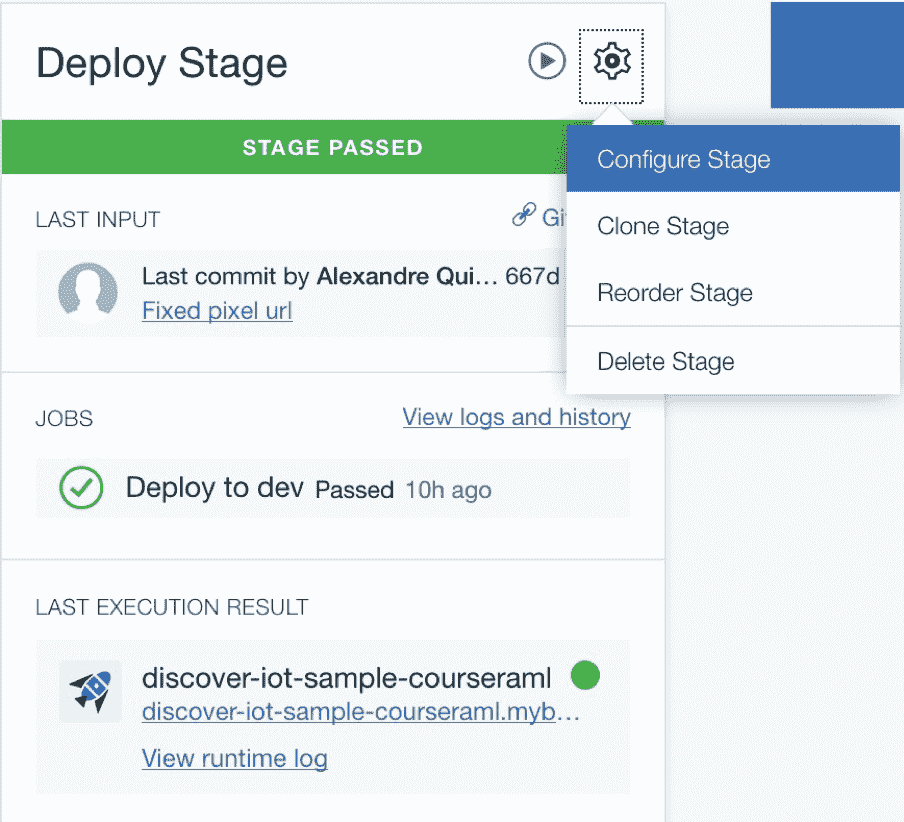 Deploy Stage
STAGE PASSED
Configure Stage
Clone Stage
Reorder Stage
Delete Stage
LAST INPUT
Last commit by Alexandre Qui... 667d
Fixed pixel url
JOBS
View logs and history
Deploy to dev Passed 10h ago
LAST EXECUTION RESULT
discover-iot-sample-courseraml
discover-iot-sample-courseraml.myb...
View runtime log